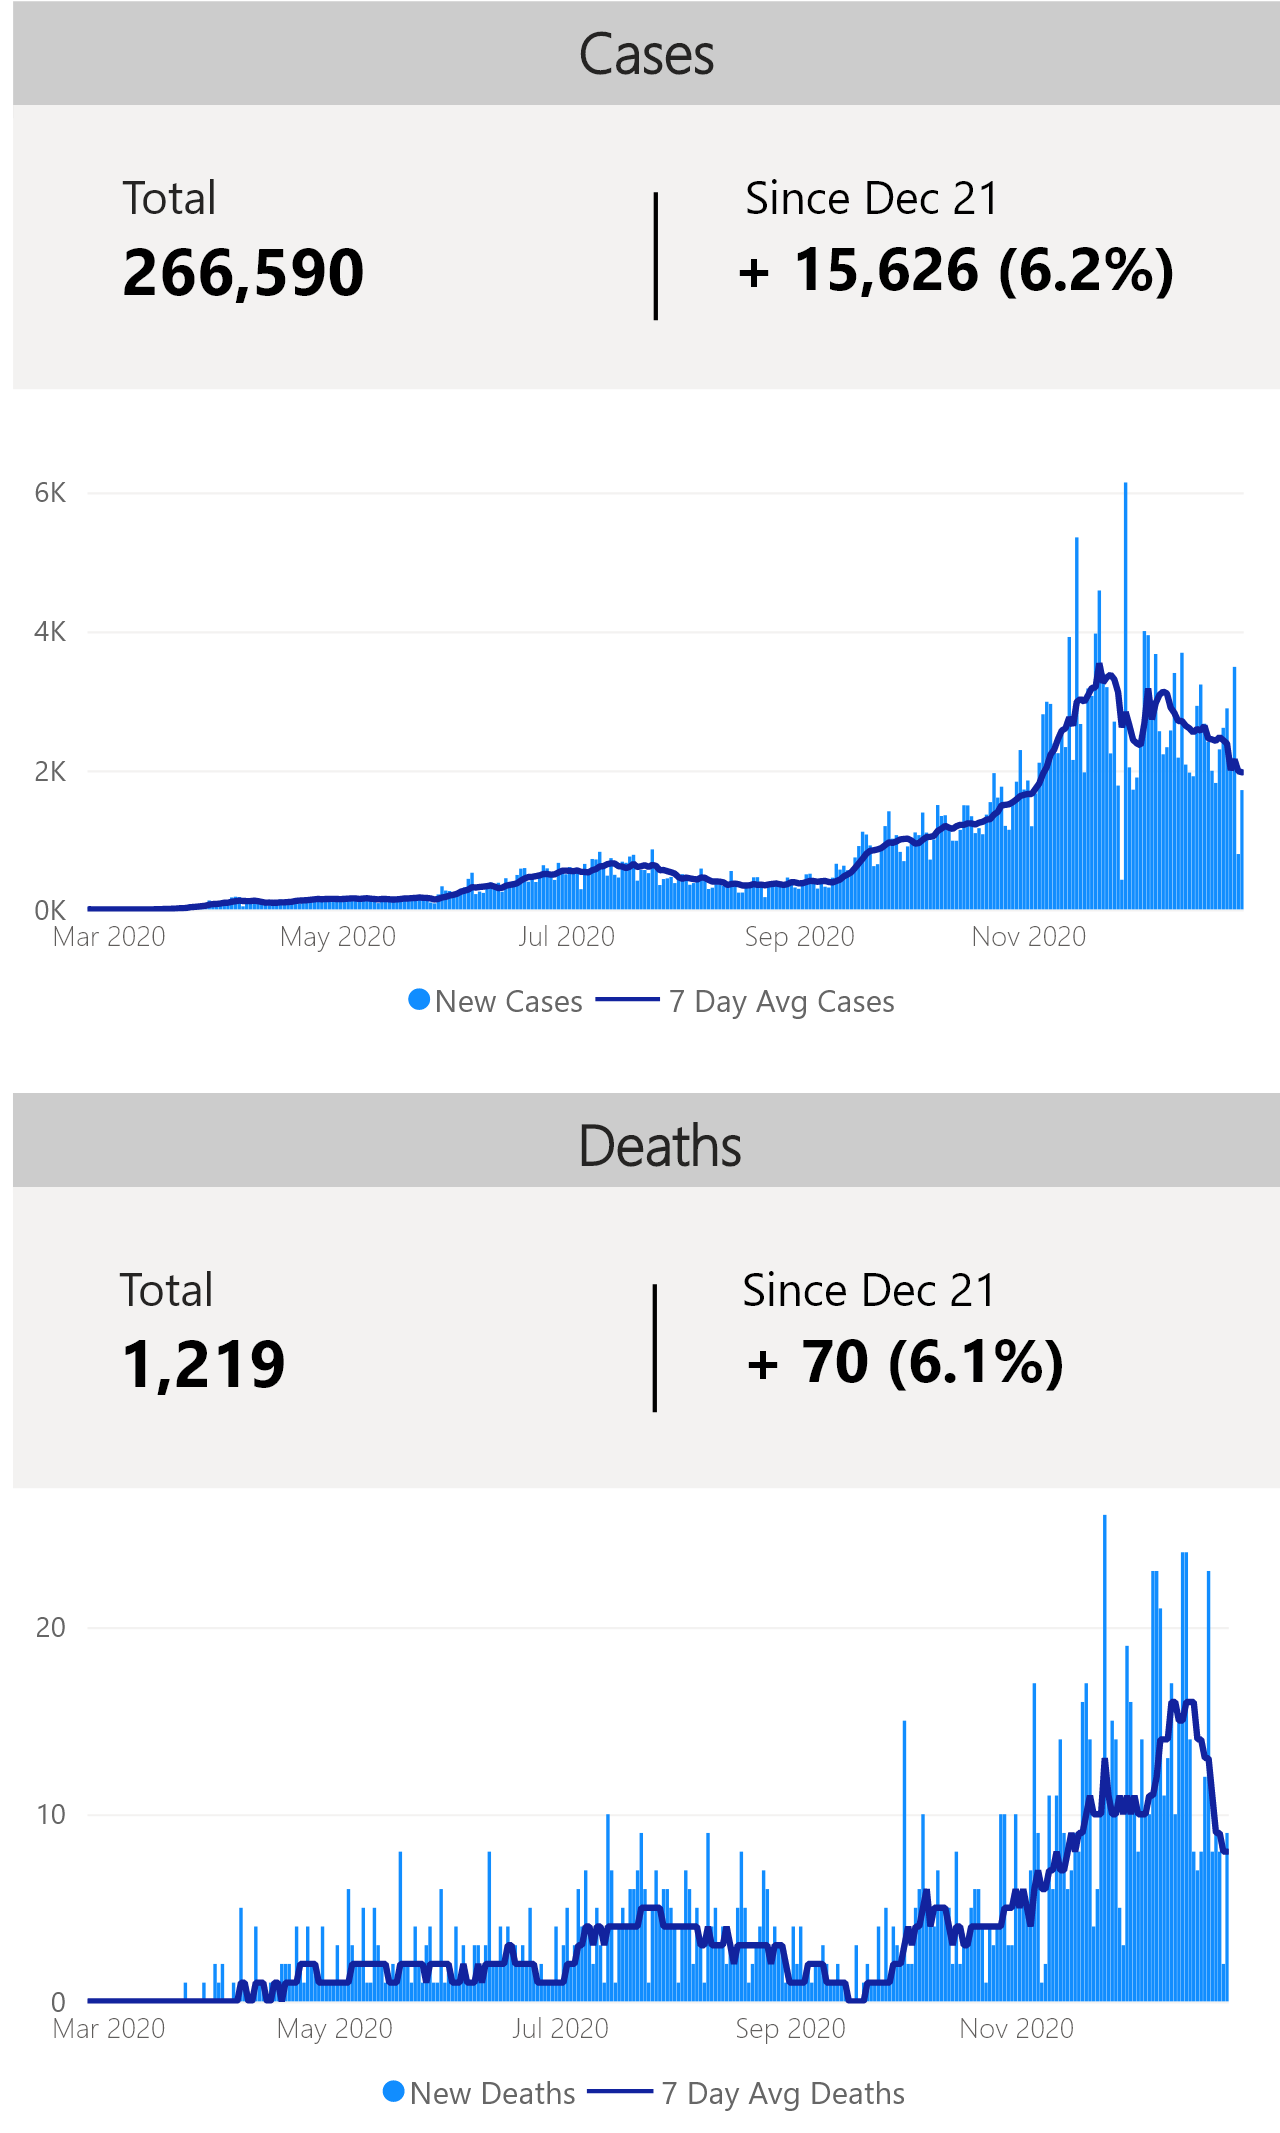 Cases
Total
Since Dec 21
266,590
+ 15,626 (6.2%)
6K
4K
2K
0K
Mar 2020
May 2020
Jul 2020
Sep 2020
Nov 2020
New Cases
7 Day Avg Cases
Deaths
Total
Since Dec 21
1,219
+ 70 (6.1%)
20
10
0
Mar 2020
May 2020
Jul 2020
Sep 2020
Nov 2020
New Deaths
7 Day Avg Deaths